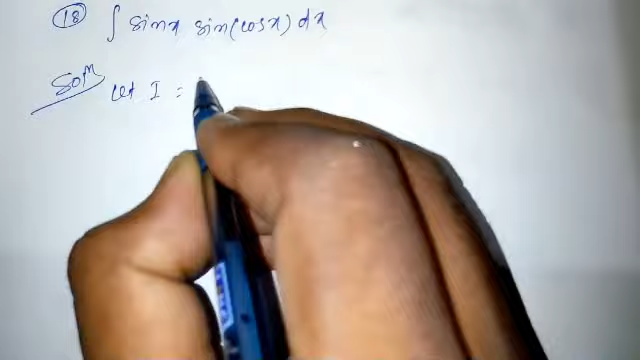 18 ∫ sinx sin(cosx) dx
Solⁿ Let I =